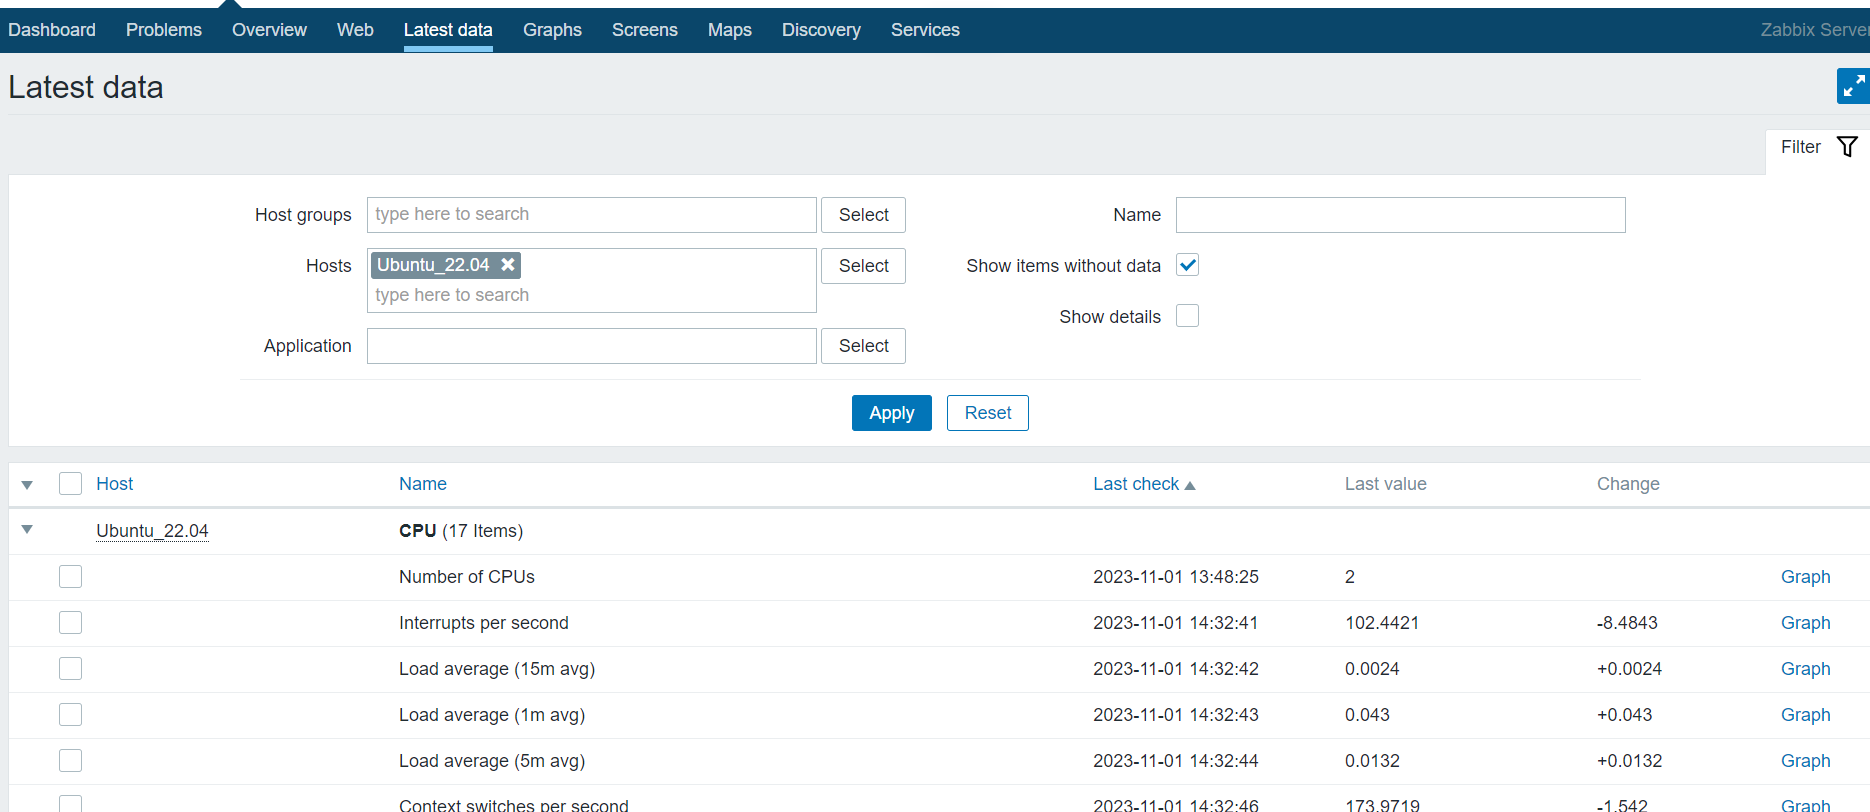 Dashboard Problems Overview Web Latest data Graphs Screens Maps Discovery Services Zabbix Server
Latest data
Filter
Host groups type here to search Select Name
Hosts Ubuntu_22.04 Select Show items without data
type here to search
Show details
Application Select
Apply Reset
Host Name Last check Last value Change
Ubuntu_22.04 CPU (17 Items)
Number of CPUs 2023-11-01 13:48:25 2 Graph
Interrupts per second 2023-11-01 14:32:41 102.4421 -8.4843 Graph
Load average (15m avg) 2023-11-01 14:32:42 0.0024 +0.0024 Graph
Load average (1m avg) 2023-11-01 14:32:43 0.043 +0.043 Graph
Load average (5m avg) 2023-11-01 14:32:44 0.0132 +0.0132 Graph
Context switches per second 2023-11-01 14:32:46 173.9719 -1.542 Graph